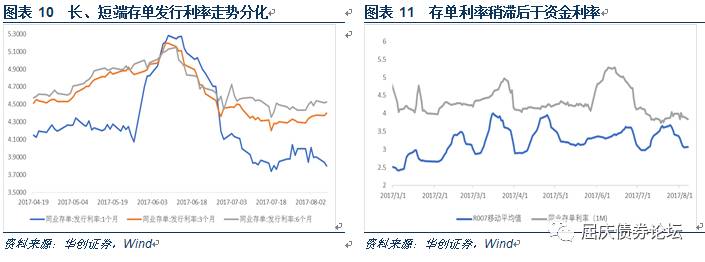 图表 10 长、短端存单发行利率走势分化
5.3000
5.1000
4.9000
4.7000
4.5000
4.3000
4.1000
3.9000
3.7000
3.5000
2017-04-19 2017-05-03 2017-05-19 2017-06-03 2017-06-18 2017-07-03 2017-07-18 2017-08-02
同业存单:发行利率:1个月 同业存单:发行利率:3个月 同业存单:发行利率:6个月
资料来源:华创证券,Wind
图表 11 存单利率稍滞后于资金利率
6
5.5
5
4.5
4
3.5
3
2.5
2
2017/1/1 2017/2/1 2017/3/1 2017/4/1 2017/5/1 2017/6/1 2017/7/1 2017/8/1
R007移动平均值 同业存单利率(1M)
资料来源:华创证券,Wind
屈庆债券论坛